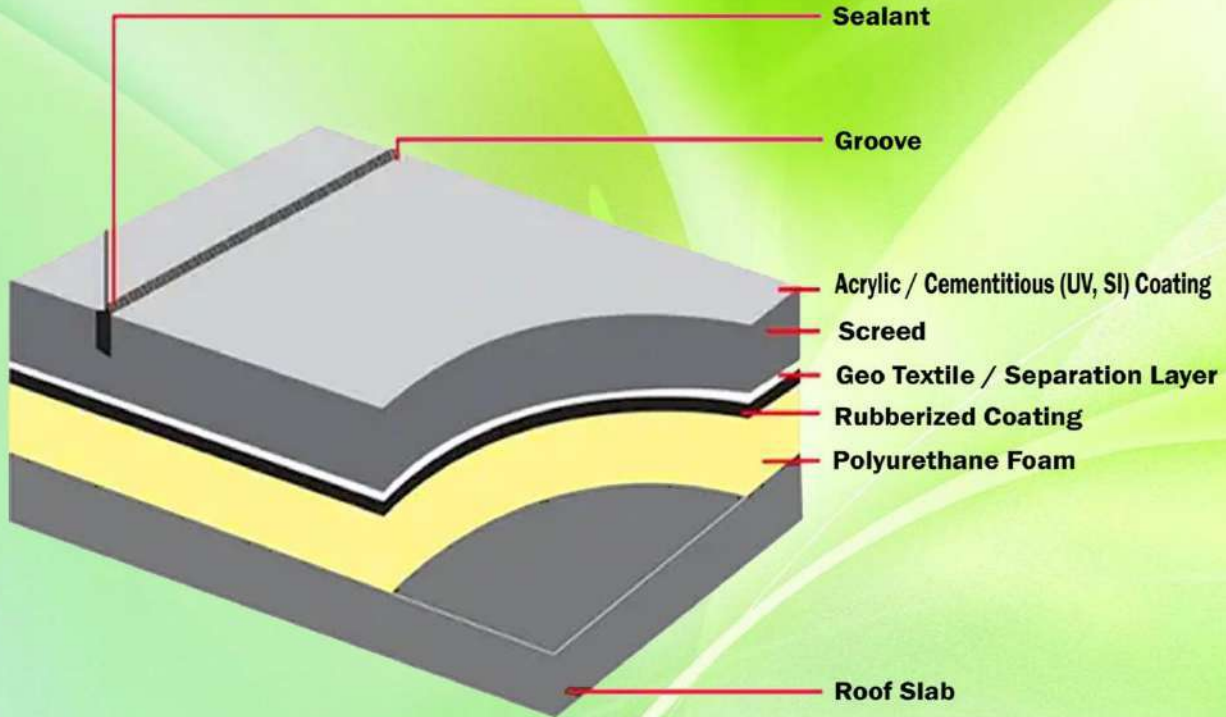 Sealant
Groove
Acrylic / Cementitious (UV, SI) Coating
Screed
Geo Textile / Separation Layer
Rubberized Coating
Polyurethane Foam
Roof Slab